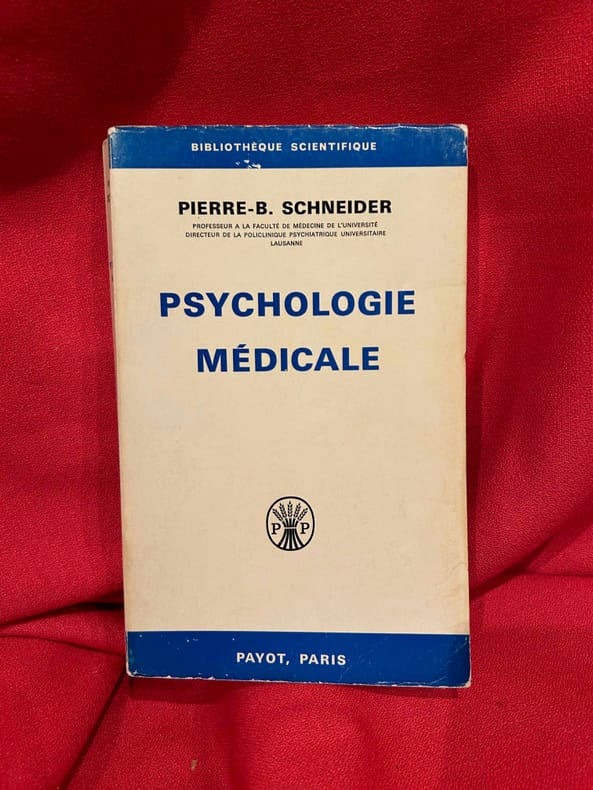 BIBLIOTHÈQUE SCIENTIFIQUE
PIERRE-B. SCHNEIDER
PROFESSEUR A LA FACULTÉ DE MÉDECINE DE L'UNIVERSITÉ
DIRECTEUR DE LA POLICLINIQUE PSYCHIATRIQUE UNIVERSITAIRE
LAUSANNE
PSYCHOLOGIE
MÉDICALE
P P
PAYOT, PARIS